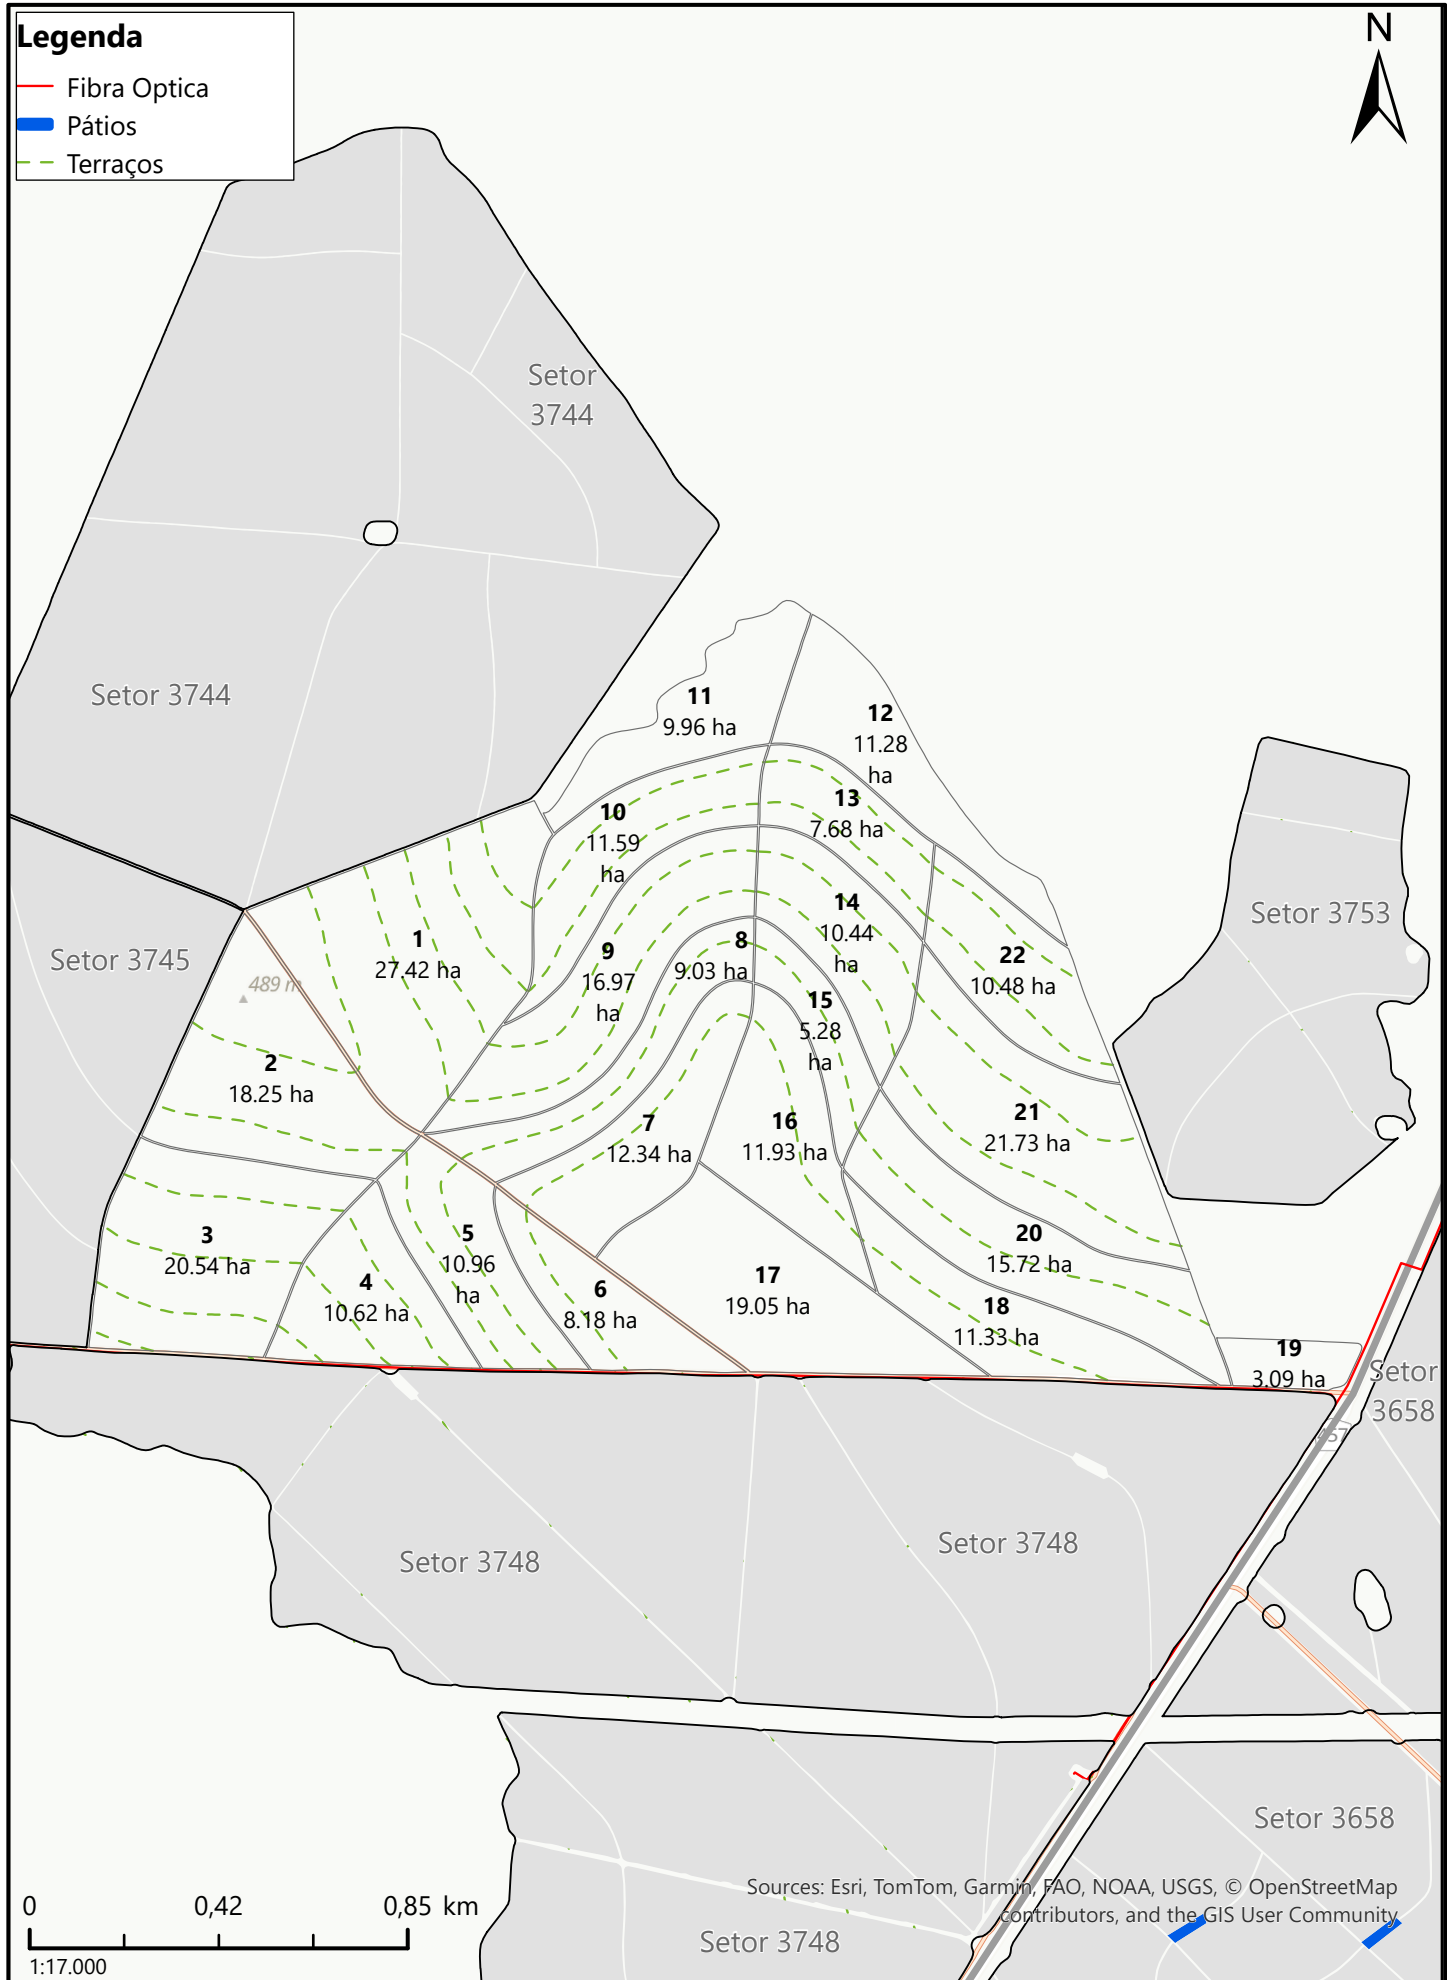 Legenda
Fibra Optica
Pátios
Terraços
N
Setor
3744
Setor 3744
11
9.96 ha
12
11.28
ha
10
11.59
ha
13
7.68 ha
Setor 3753
Setor 3745
489 m
1
27.42 ha
9
16.97
ha
8
9.03 ha
14
10.44
ha
22
10.48 ha
15
5.28
ha
2
18.25 ha
7
12.34 ha
16
11.93 ha
21
21.73 ha
3
20.54 ha
4
10.62 ha
5
10.96
ha
6
8.18 ha
17
19.05 ha
20
15.72 ha
18
11.33 ha
19
3.09 ha
Setor
3658
457
Setor 3748
Setor 3748
Setor 3658
Sources: Esri, TomTom, Garmin, FAO, NOAA, USGS, © OpenStreetMap
contributors, and the GIS User Community
Setor 3748
0 0,42 0,85 km
1:17.000